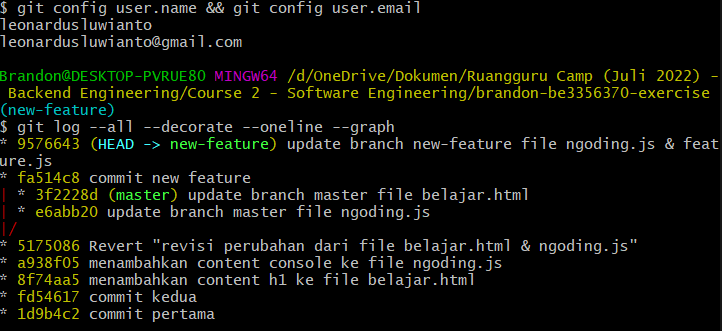 $ git config user.name && git config user.email
leonardusluwianto
leonardusluwianto@gmail.com
Brandon@DESKTOP-PVRUE80 MINGW64 /d/OneDrive/Dokumen/Ruangguru Camp (Juli 2022) -
 Backend Engineering/Course 2 - Software Engineering/brandon-be3356370-exercise
(new-feature)
$ git log --all --decorate --oneline --graph
* 9576643 (HEAD -> new-feature) update branch new-feature file ngoding.js & feat
ure.js
* fa514c8 commit new feature
| * 3f2228d (master) update branch master file belajar.html
| * e6abb20 update branch master file ngoding.js
|/
* 5175086 Revert "revisi perubahan dari file belajar.html & ngoding.js"
* a938f05 menambahkan content console ke file ngoding.js
* 8f74aa5 menambahkan content h1 ke file belajar.html
* fd54617 commit kedua
* 1d9b4c2 commit pertama